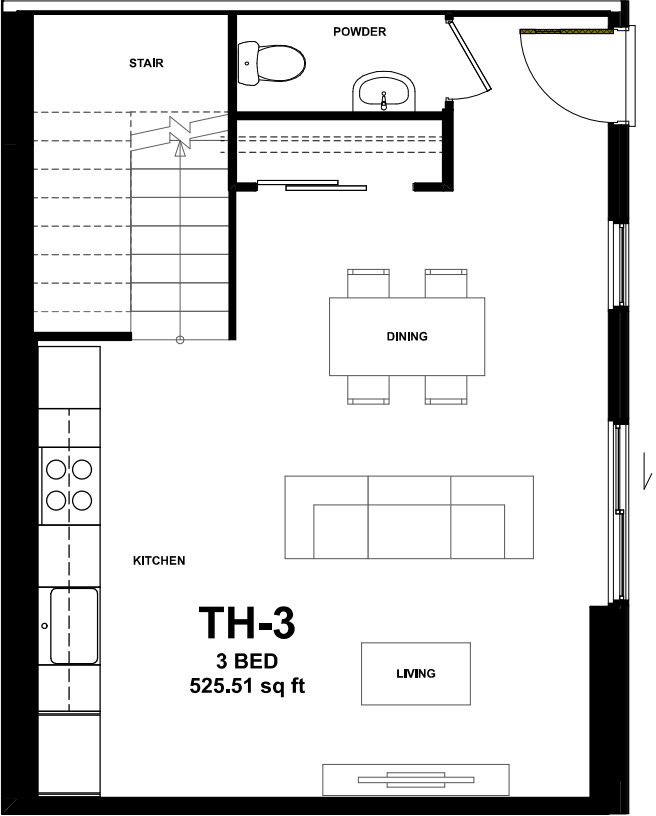 POWDER
STAIR
DINING
KITCHEN
TH-3
3 BED
525.51 sq ft
LIVING